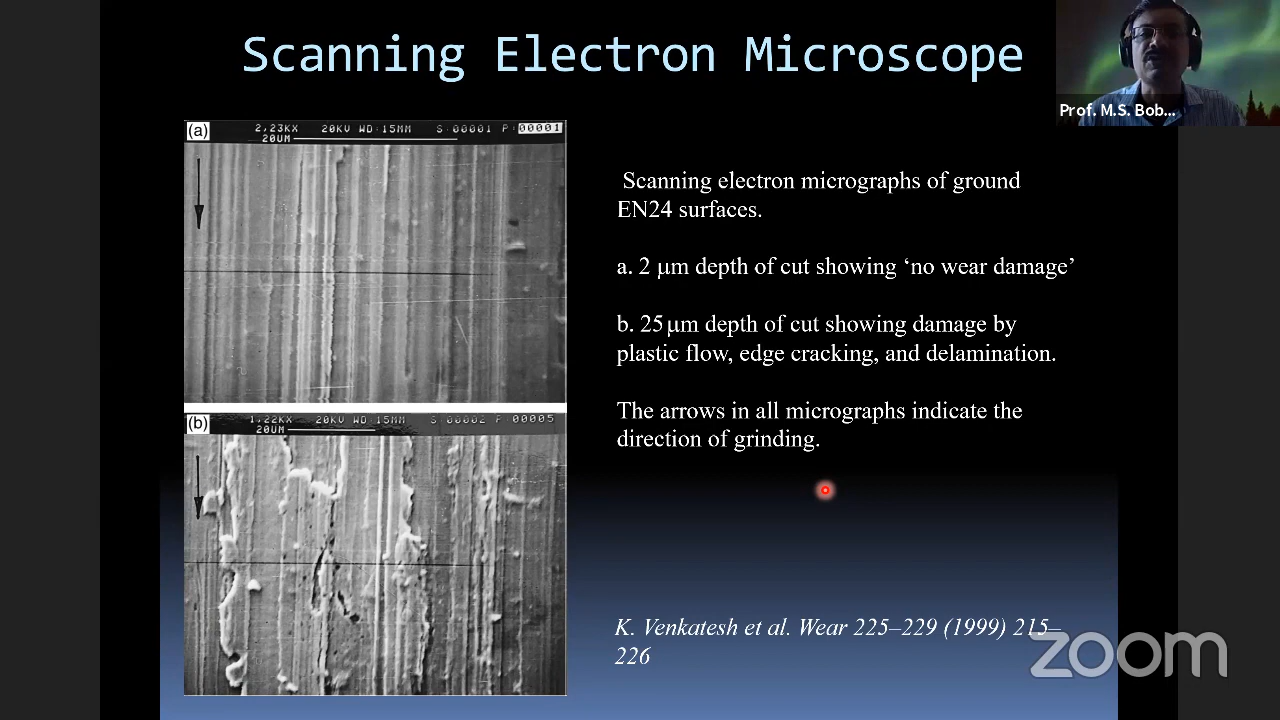 Scanning Electron Microscope
Prof. M.S. Bob...
(a)
2,23KX 20KV WD:15MM S:00001 P:00001
20UM
Scanning electron micrographs of ground
EN24 surfaces.
a. 2 μm depth of cut showing ‘no wear damage’
b. 25 μm depth of cut showing damage by
plastic flow, edge cracking, and delamination.
The arrows in all micrographs indicate the
direction of grinding.
(b)
1,22KX 20KV WD:15MM S:00002 P:00005
20UM
K. Venkatesh et al. Wear 225–229 (1999) 215–
226
zoom